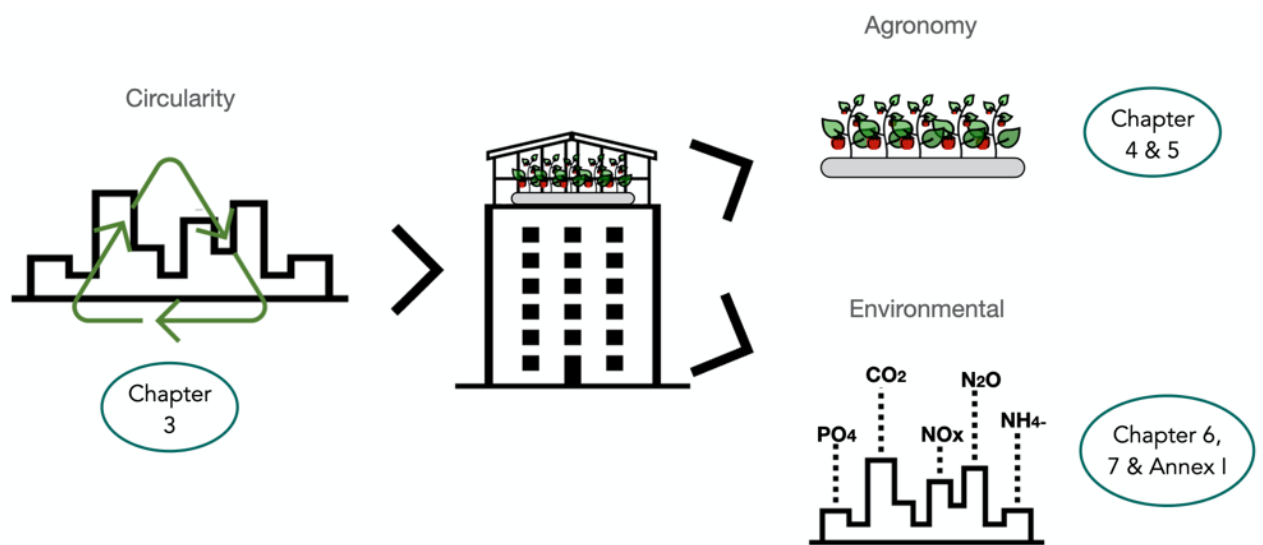 Agronomy
Circularity
Chapter
4 & 5
Environmental
Chapter
3
CO2
N2O
PO4
NOx
NH4-
Chapter 6,
7 & Annex I